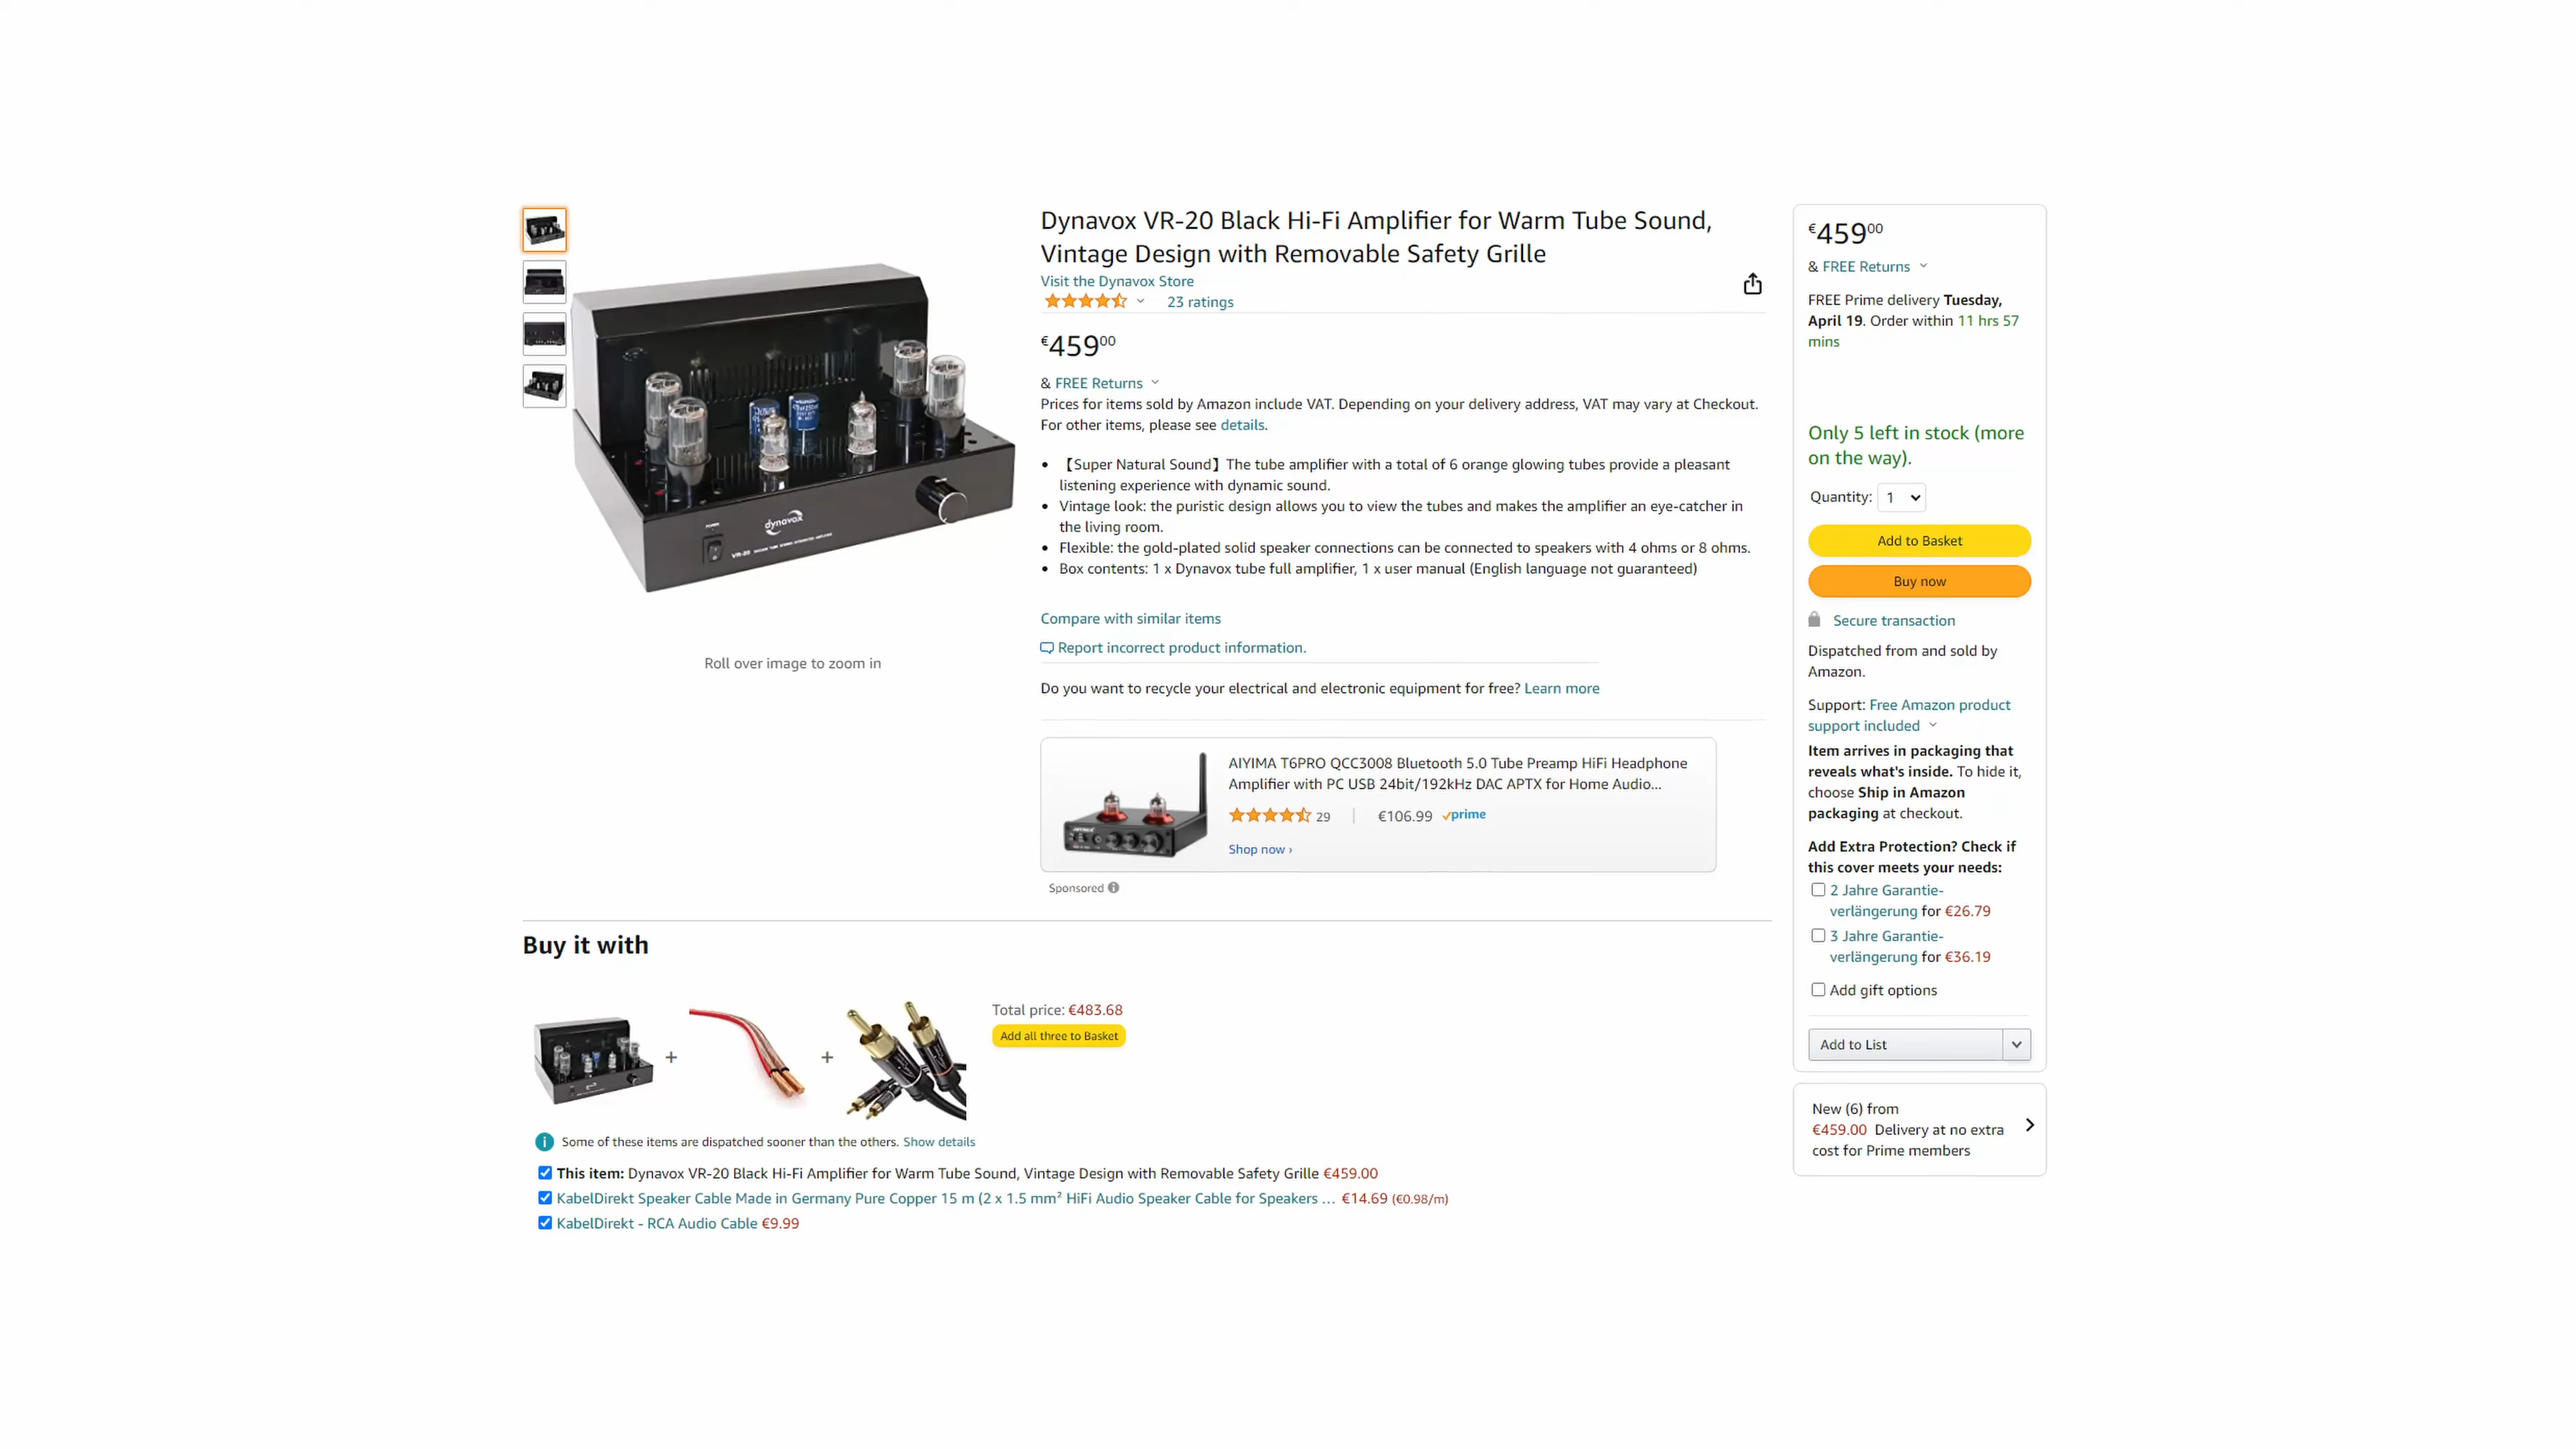 Dynavox VR-20 Black Hi-Fi Amplifier for Warm Tube Sound,
Vintage Design with Removable Safety Grille
Visit the Dynavox Store
23 ratings
€45900
& FREE Returns
Prices for items sold by Amazon include VAT. Depending on your delivery address, VAT may vary at Checkout.
For other items, please see details.
• 【Super Natural Sound】The tube amplifier with a total of 6 orange glowing tubes provide a pleasant
listening experience with dynamic sound.
• Vintage look: the puristic design allows you to view the tubes and makes the amplifier an eye-catcher in
the living room.
• Flexible: the gold-plated solid speaker connections can be connected to speakers with 4 ohms or 8 ohms.
• Box contents: 1 x Dynavox tube full amplifier, 1 x user manual (English language not guaranteed)
Compare with similar items
Report incorrect product information.
Do you want to recycle your electrical and electronic equipment for free? Learn more
POWER
dynavox
VR-20 VACUUM TUBE STEREO INTEGRATED AMPLIFIER
Roll over image to zoom in
AIYIMA T6PRO QCC3008 Bluetooth 5.0 Tube Preamp HiFi Headphone
Amplifier with PC USB 24bit/192kHz DAC APTX for Home Audio...
29 | €106.99 prime
Shop now ›
Sponsored
€45900
& FREE Returns
FREE Prime delivery Tuesday,
April 19. Order within 11 hrs 57
mins
Only 5 left in stock (more
on the way).
Quantity: 1
Add to Basket
Buy now
Secure transaction
Dispatched from and sold by
Amazon.
Support: Free Amazon product
support included
Item arrives in packaging that
reveals what's inside. To hide it,
choose Ship in Amazon
packaging at checkout.
Add Extra Protection? Check if
this cover meets your needs:
2 Jahre Garantie-
verlängerung for €26.79
3 Jahre Garantie-
verlängerung for €36.19
Add gift options
Add to List
New (6) from
€459.00 Delivery at no extra
cost for Prime members
Buy it with
+
+
Total price: €483.68
Add all three to Basket
Some of these items are dispatched sooner than the others. Show details
This item: Dynavox VR-20 Black Hi-Fi Amplifier for Warm Tube Sound, Vintage Design with Removable Safety Grille €459.00
KabelDirekt Speaker Cable Made in Germany Pure Copper 15 m (2 x 1.5 mm² HiFi Audio Speaker Cable for Speakers … €14.69 (€0.98/m)
KabelDirekt - RCA Audio Cable €9.99